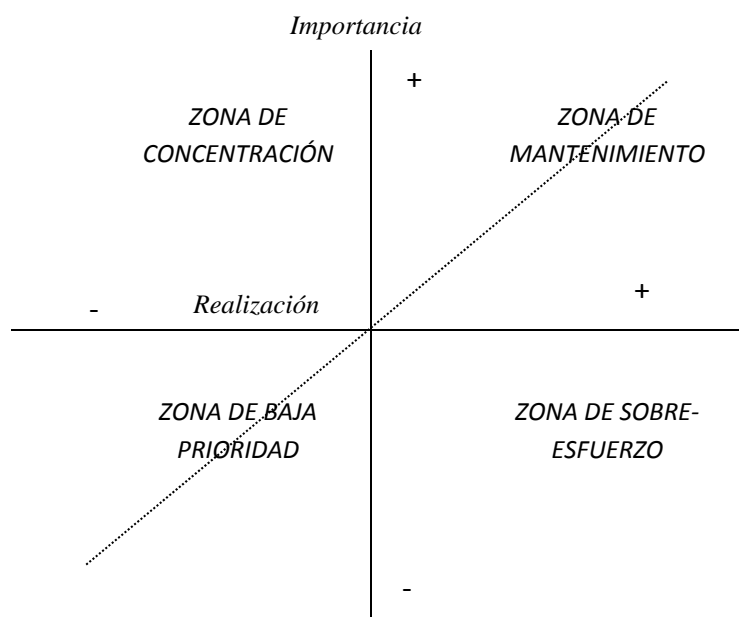 Importancia
+
ZONA DE
CONCENTRACIÓN
ZONA DE
MANTENIMIENTO
-
Realización
+
ZONA DE BAJA
PRIORIDAD
ZONA DE SOBRE-
ESFUERZO
-